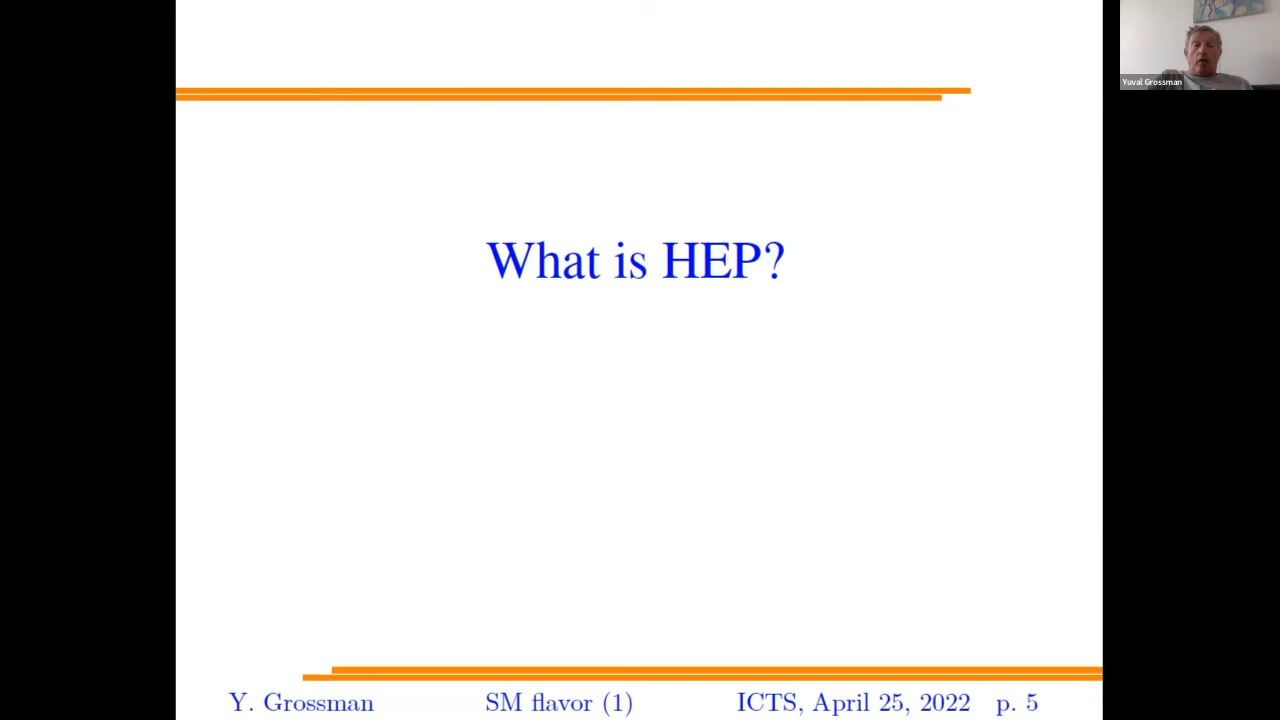 Yuval Grossman
What is HEP?
Y. Grossman SM flavor (1) ICTS, April 25, 2022 p. 5